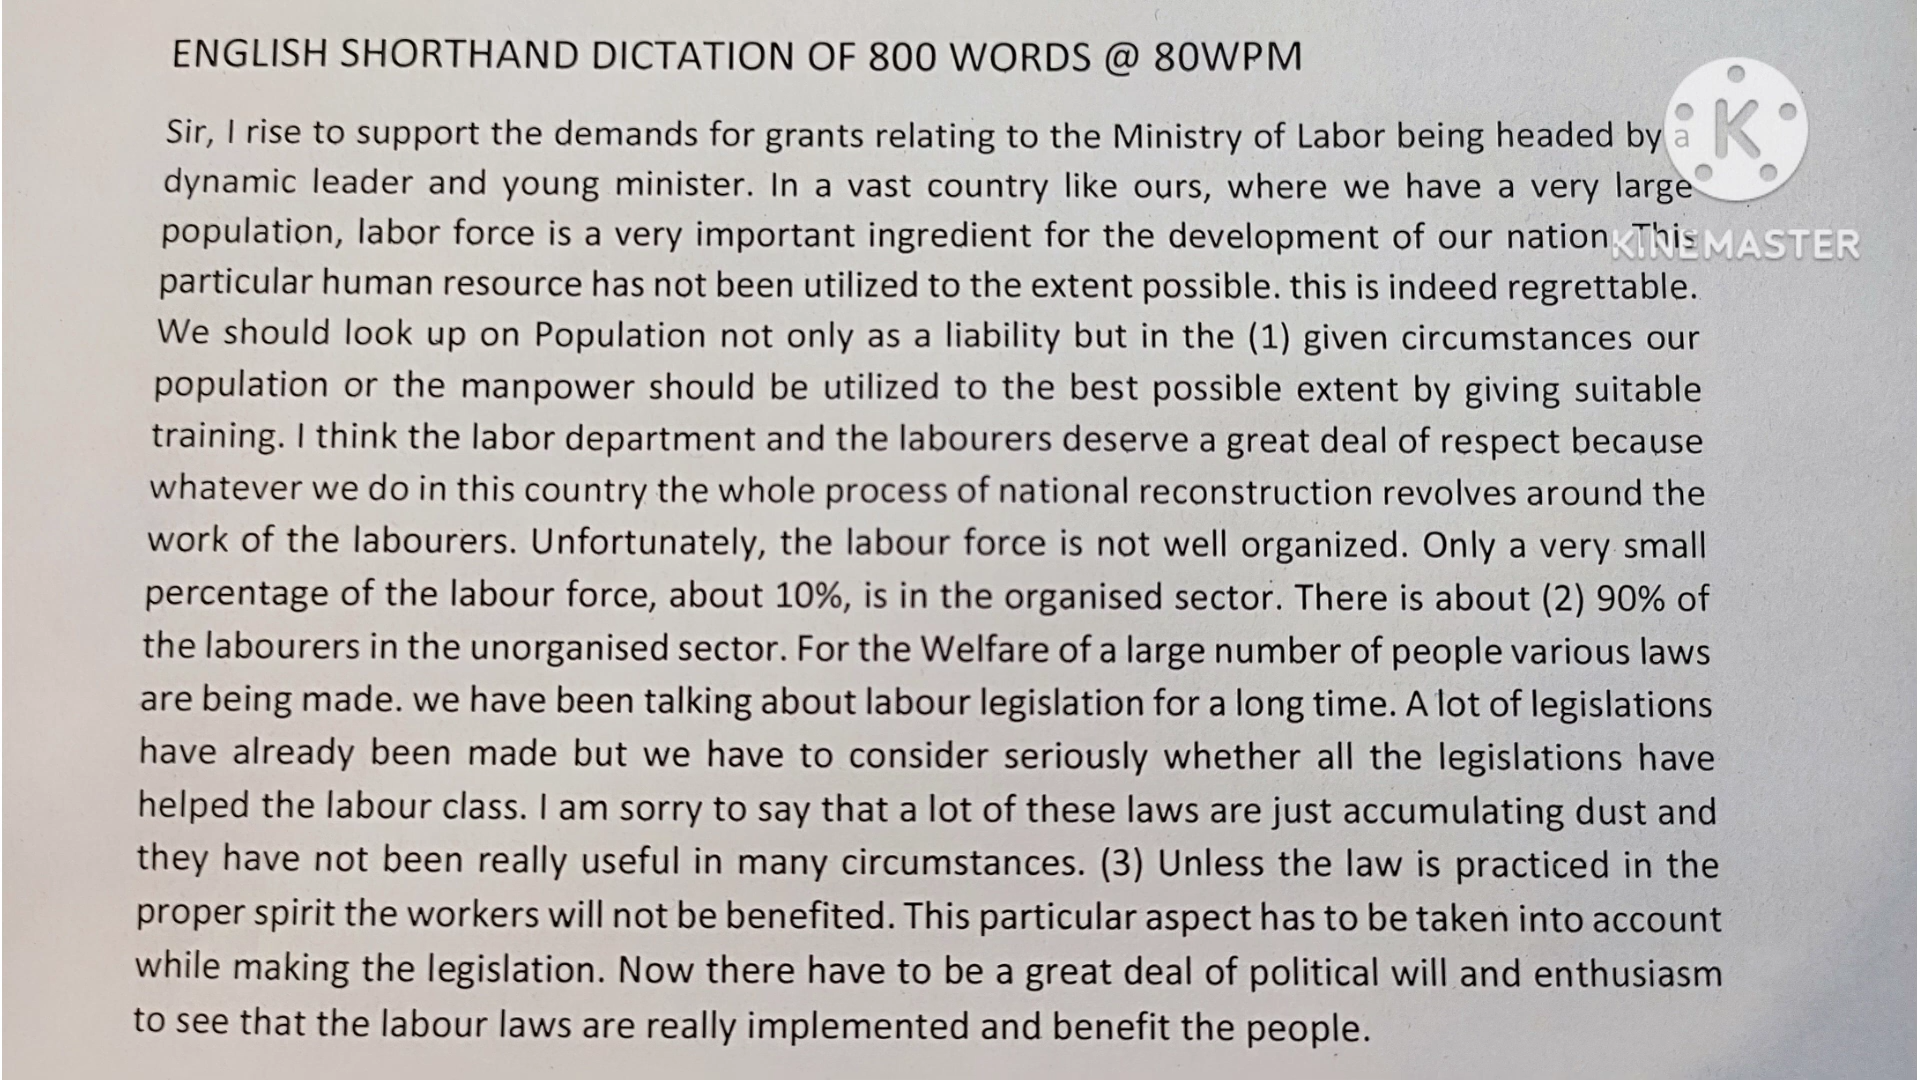 ENGLISH SHORTHAND DICTATION OF 800 WORDS @ 80WPM
Sir, I rise to support the demands for grants relating to the Ministry of Labor being headed by a
dynamic leader and young minister. In a vast country like ours, where we have a very large
population, labor force is a very important ingredient for the development of our nation. This
particular human resource has not been utilized to the extent possible. this is indeed regrettable.
We should look up on Population not only as a liability but in the (1) given circumstances our
population or the manpower should be utilized to the best possible extent by giving suitable
training. I think the labor department and the labourers deserve a great deal of respect because
whatever we do in this country the whole process of national reconstruction revolves around the
work of the labourers. Unfortunately, the labour force is not well organized. Only a very small
percentage of the labour force, about 10%, is in the organised sector. There is about (2) 90% of
the labourers in the unorganised sector. For the Welfare of a large number of people various laws
are being made. we have been talking about labour legislation for a long time. A lot of legislations
have already been made but we have to consider seriously whether all the legislations have
helped the labour class. I am sorry to say that a lot of these laws are just accumulating dust and
they have not been really useful in many circumstances. (3) Unless the law is practiced in the
proper spirit the workers will not be benefited. This particular aspect has to be taken into account
while making the legislation. Now there have to be a great deal of political will and enthusiasm
to see that the labour laws are really implemented and benefit the people.
K
KINEMASTER